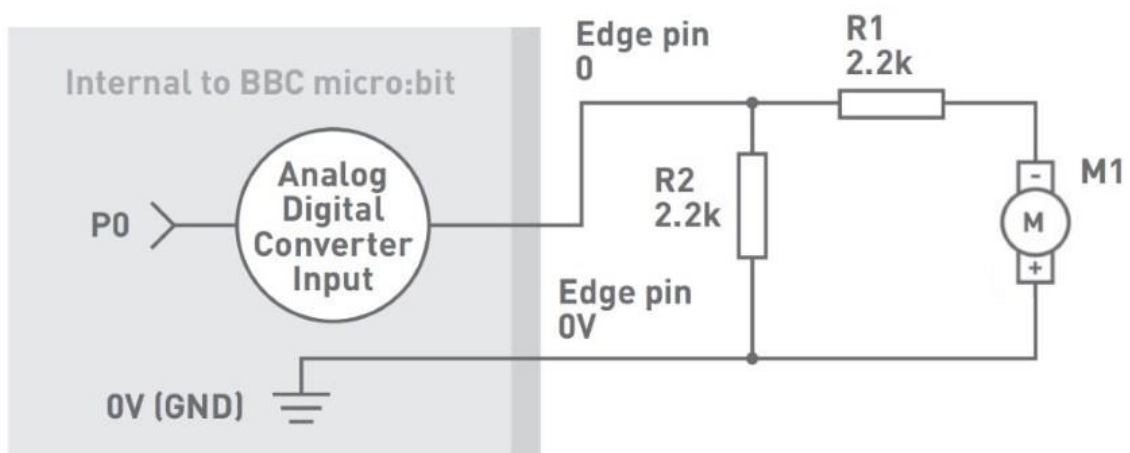 Internal to BBC micro:bit
P0
Analog
Digital
Converter
Input
0V (GND)
Edge pin
0
Edge pin
0V
R1
2.2k
R2
2.2k
-
M
+
M1